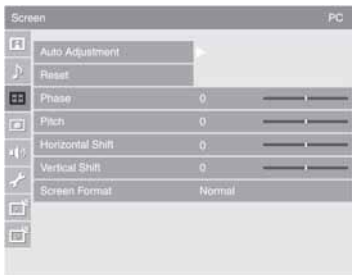 Screen PC
Auto Adjustment
Reset
Phase 0
Pitch 0
Horizontal Shift 0
Vertical Shift 0
Screen Format Normal